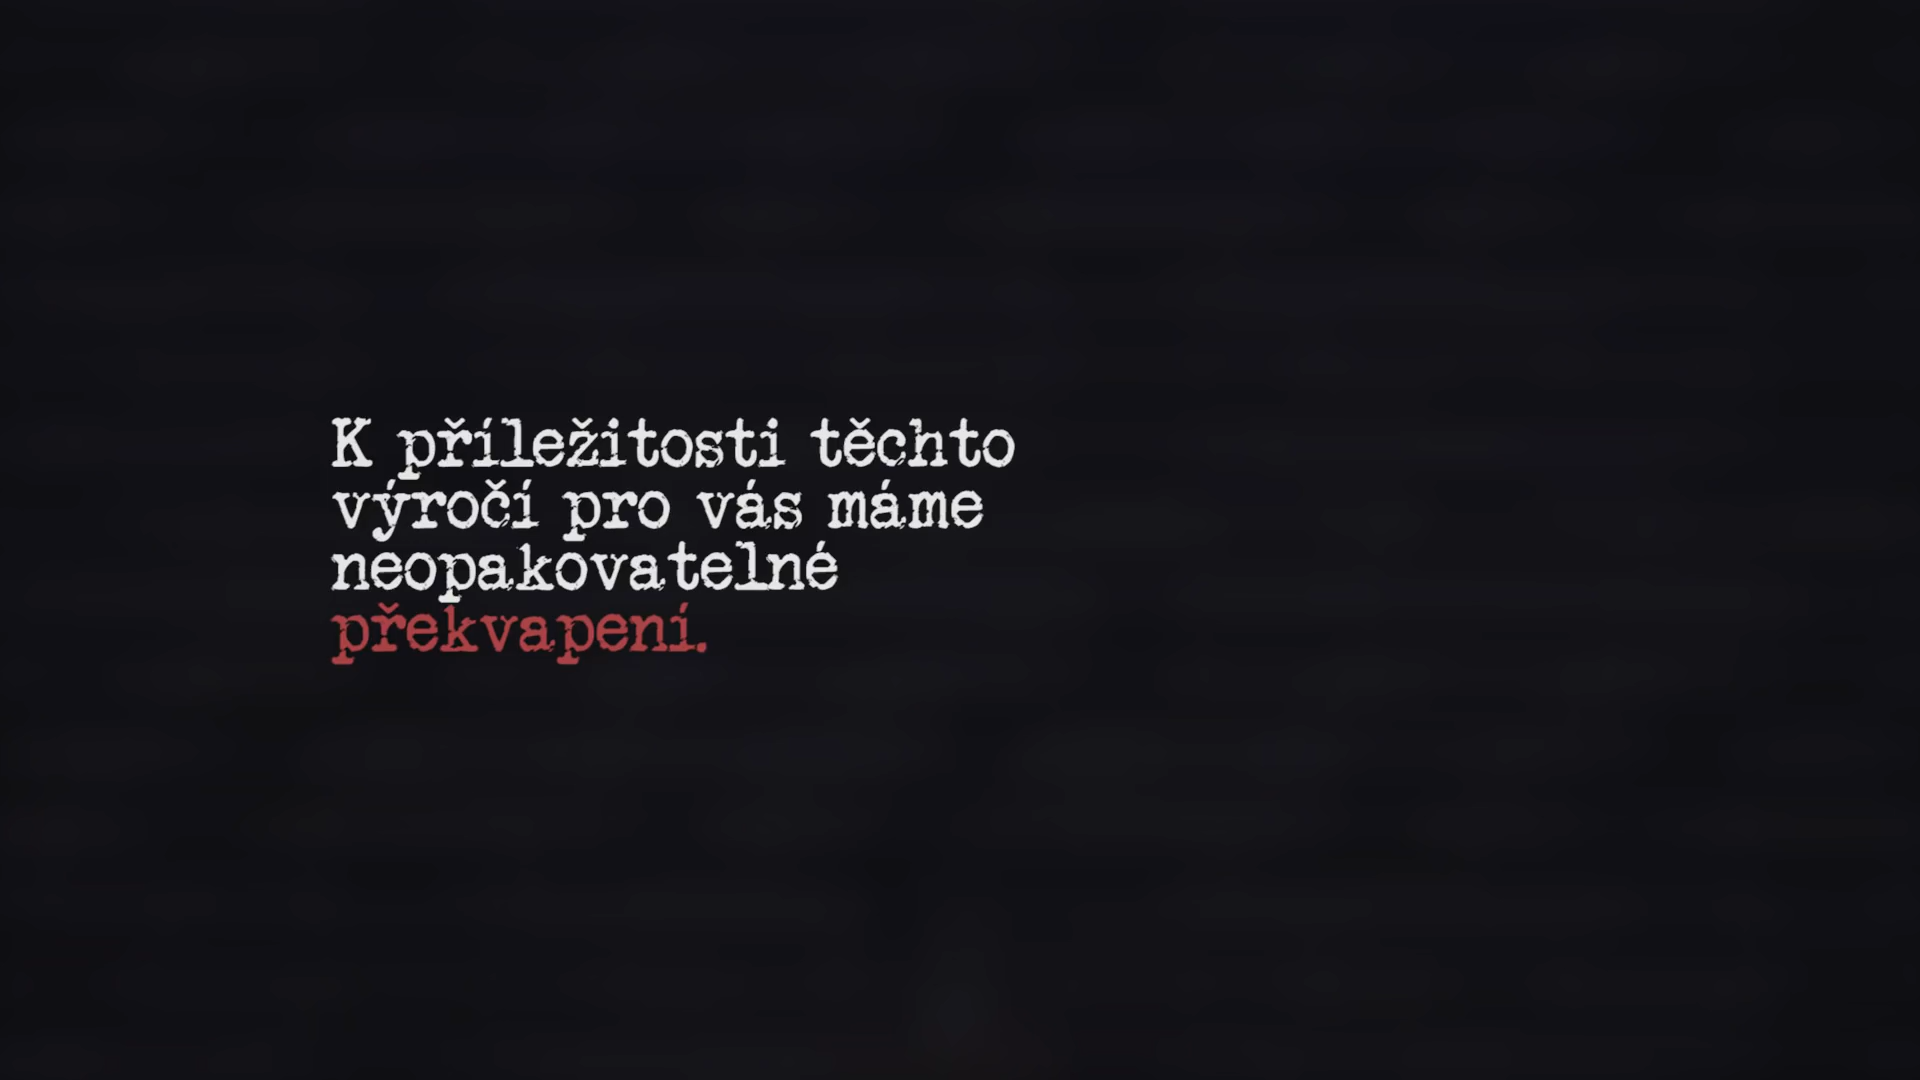 K příležitosti těchto
výročí pro vás máme
neopakovatelné
překvapení.